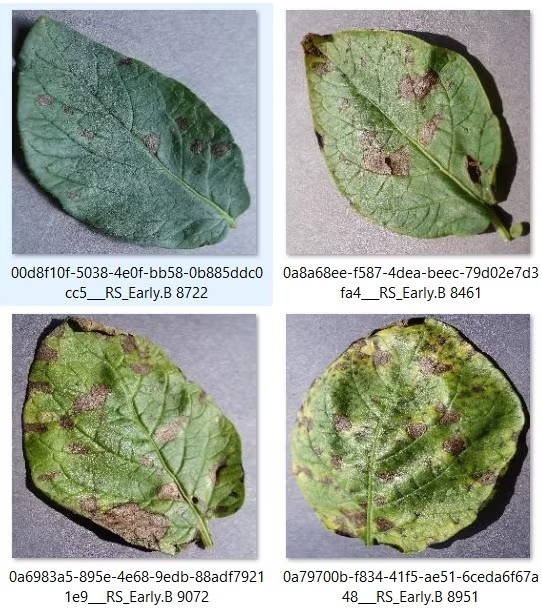 00d8f10f-5038-4e0f-bb58-0b885ddc0
cc5___RS_Early.B 8722
0a8a68ee-f587-4dea-beec-79d02e7d3
fa4___RS_Early.B 8461
0a6983a5-895e-4e68-9edb-88adf7921
1e9___RS_Early.B 9072
0a79700b-f834-41f5-ae51-6ceda6f67a
48___RS_Early.B 8951